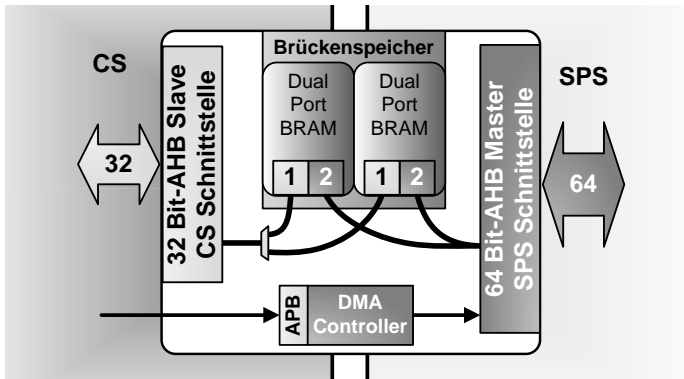 CS
SPS
Brückenspeicher
Dual
Port
BRAM
Dual
Port
BRAM
1 2
1 2
32 Bit-AHB Slave
CS Schnittstelle
64 Bit-AHB Master
SPS Schnittstelle
32
64
APB
DMA
Controller